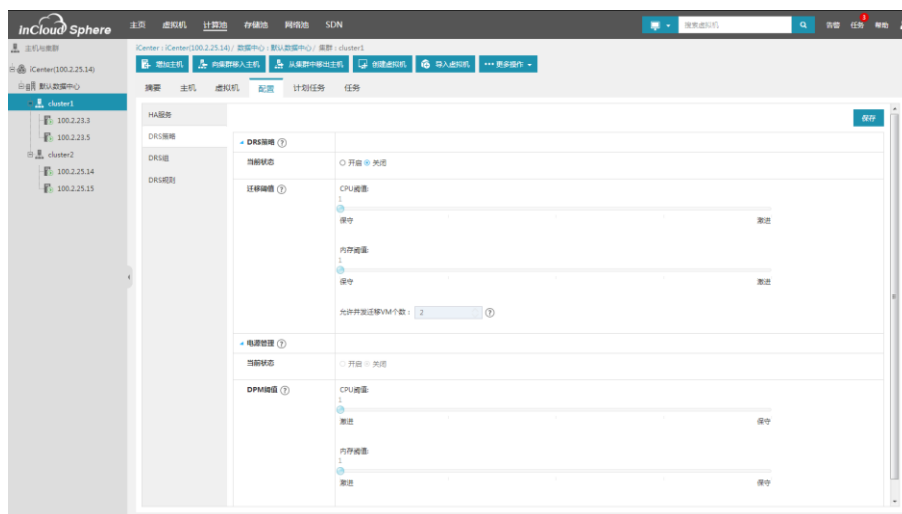 InCloud Sphere
主页 虚拟机 计算池 存储池 网络池 SDN
搜索虚拟机
告警 任务 3 帮助
主机与集群
iCenter(100.2.25.14)
默认数据中心
cluster1
100.2.23.3
100.2.23.5
cluster2
100.2.25.14
100.2.25.15
iCenter : iCenter(100.2.25.14) / 数据中心 : 默认数据中心 / 集群 : cluster1
增加主机 向集群移入主机 从集群中移出主机 创建虚拟机 导入虚拟机 ••• 更多操作
摘要 主机 虚拟机 配置 计划任务 任务
HA服务
DRS策略
DRS组
DRS规则
保存
DRS策略 ?
当前状态 开启 关闭
迁移阈值 ? CPU阈值:
1
保守 激进
内存阈值:
1
保守 激进
允许并发迁移VM个数： 2 ?
电源管理 ?
当前状态 开启 关闭
DPM阈值 ? CPU阈值:
1
激进 保守
内存阈值:
1
激进 保守